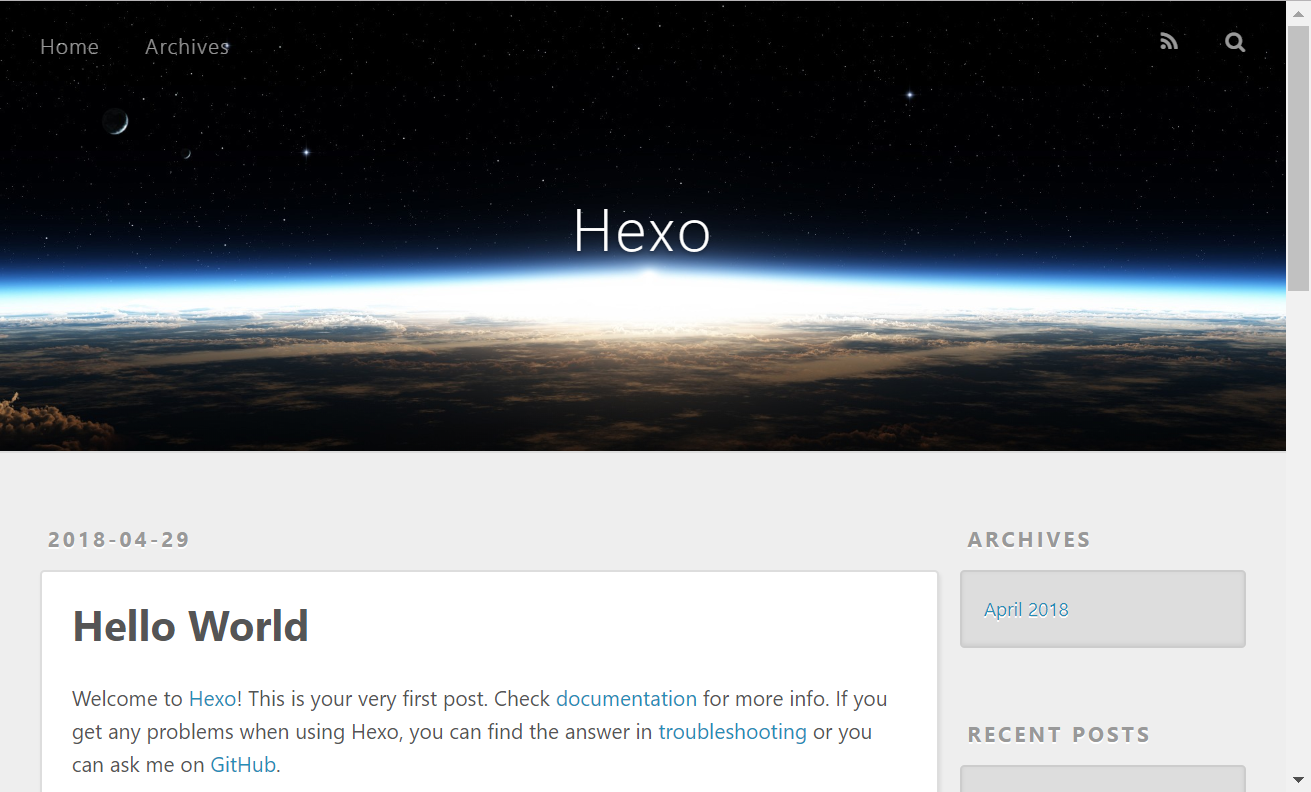 Home Archives
Hexo
2018-04-29
Hello World
Welcome to Hexo! This is your very first post. Check documentation for more info. If you
get any problems when using Hexo, you can find the answer in troubleshooting or you
can ask me on GitHub.
ARCHIVES
April 2018
RECENT POSTS